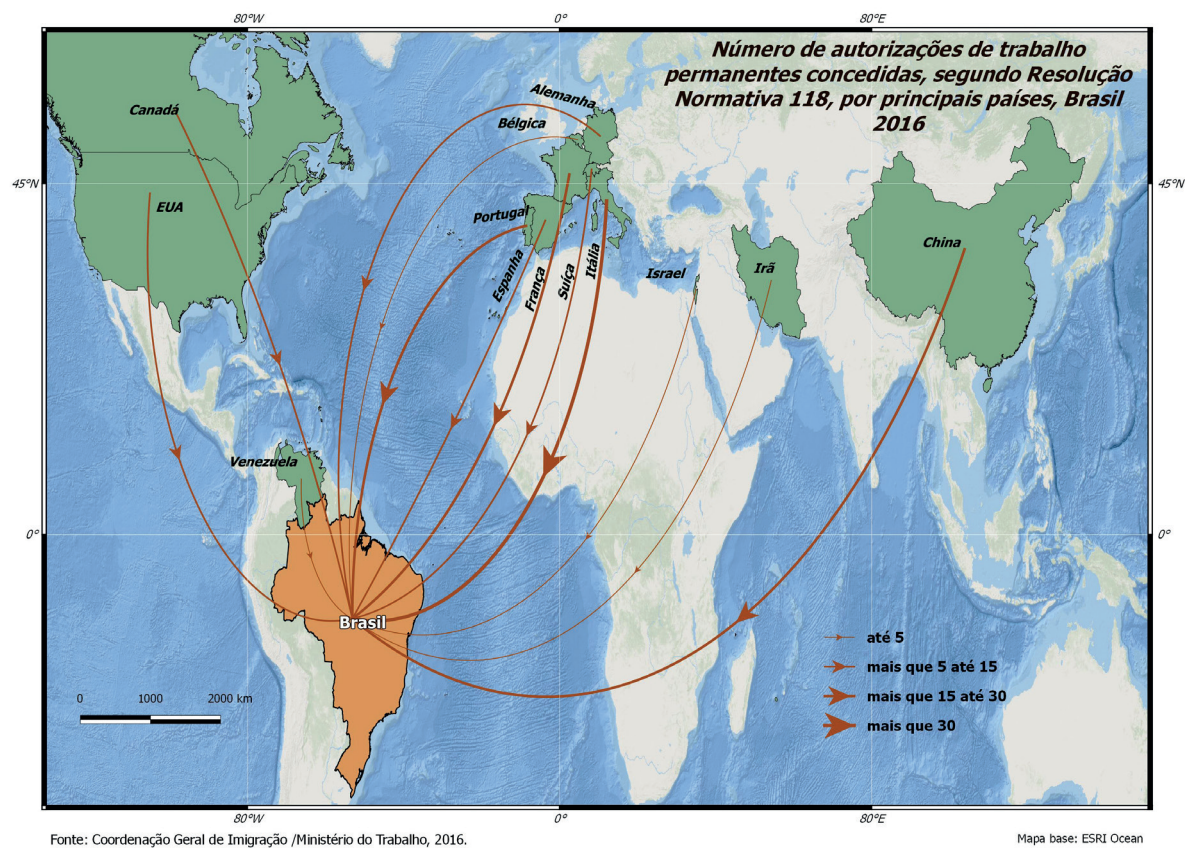 80°W 0° 80°E
Número de autorizações de trabalho
permanentes concedidas, segundo Resolução
Normativa 118, por principais países, Brasil
2016
Alemanha
Canadá
Bélgica
45°N 45°N
EUA
Portugal
Espanha
França
Suíça
Itália
Israel
Irã
China
Venezuela
0° 0°
Brasil
até 5
mais que 5 até 15
mais que 15 até 30
mais que 30
0 1000 2000 km
80°W 0° 80°E
Fonte: Coordenação Geral de Imigração /Ministério do Trabalho, 2016.
Mapa base: ESRI Ocean